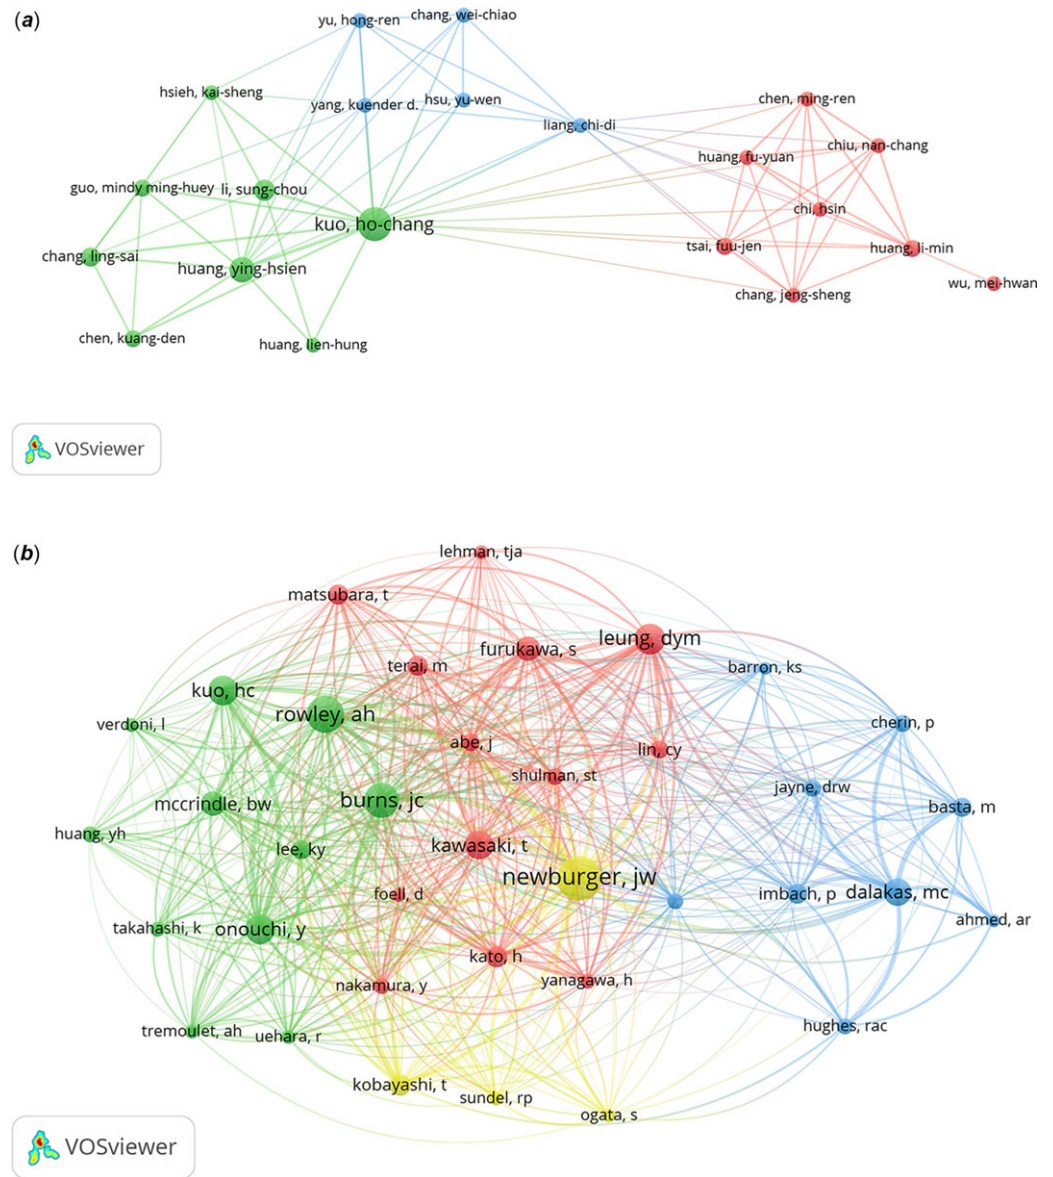 (a)
yu, hong-ren
chang, wei-chiao
hsieh, kai-sheng
yang, kuender d.
hsu, yu-wen
liang, chi-di
chen, ming-ren
chiu, nan-chang
huang, fu-yuan
guo, mindy ming-huey
li, sung-chou
kuo, ho-chang
chi, hsin
chang, ling-sai
huang, ying-hsien
tsai, fuu-jen
huang, li-min
wu, mei-hwan
chang, jeng-sheng
chen, kuang-den
huang, lien-hung
VOSviewer
(b)
lehman, tja
matsubara, t
leung, dym
furukawa, s
terai, m
barron, ks
kuo, hc
rowley, ah
verdoni, l
cherin, p
abe, j
lin, cy
shulman, st
jayne, drw
mccrindle, bw
burns, jc
basta, m
huang, yh
lee, ky
kawasaki, t
newburger, jw
foell, d
imbach, p
dalakas, mc
takahashi, k
onouchi, y
ahmed, ar
kato, h
nakamura, y
yanagawa, h
tremoulet, ah
uehara, r
hughes, rac
kobayashi, t
sundel, rp
ogata, s
VOSviewer